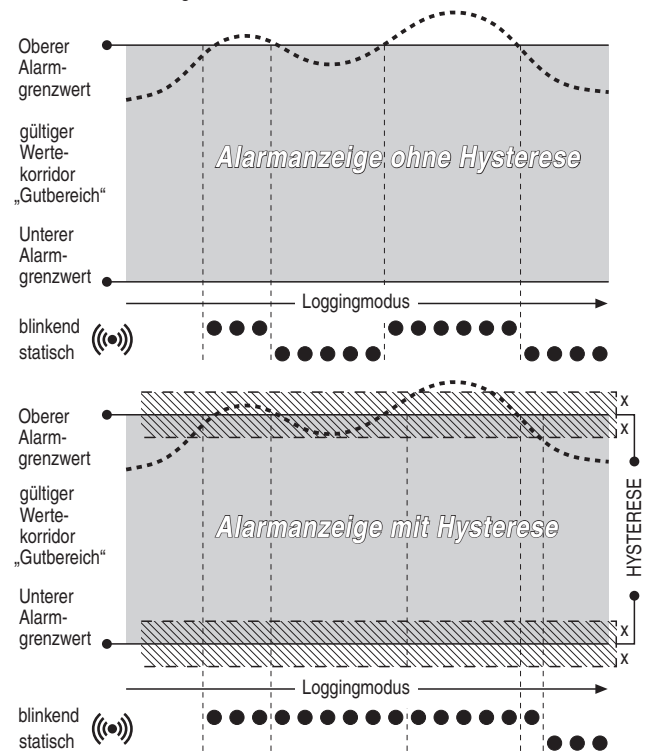 Oberer
Alarm-
grenzwert
gültiger
Werte-
korridor
„Gutbereich“
Alarmanzeige ohne Hysterese
Unterer
Alarm-
grenzwert
Loggingmodus
blinkend
statisch
Oberer
Alarm-
grenzwert
x
x
gültiger
Werte-
korridor
„Gutbereich“
Alarmanzeige mit Hysterese
HYSTERESE
Unterer
Alarm-
grenzwert
x
x
Loggingmodus
blinkend
statisch